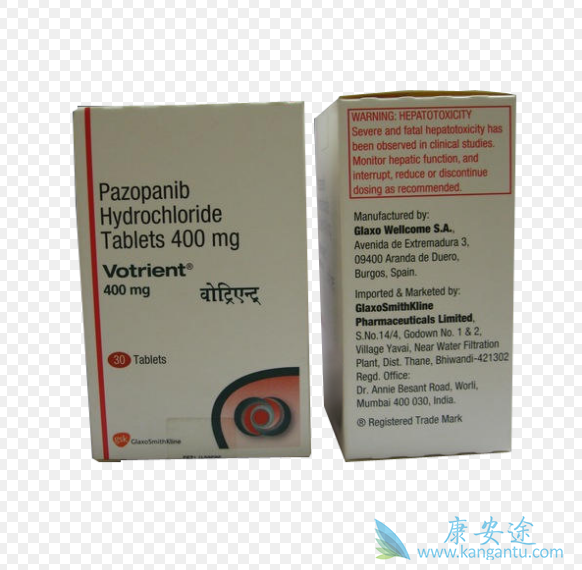 Pazopanib
Hydrochloride
Tablets 400 mg
Votrient®
400 mg
वोट्रिएन्ट्
30 Tablets
gsk GlaxoSmithKline
WARNING: HEPATOTOXICITY
Severe and fatal hepatotoxicity has
been observed in clinical studies.
Monitor hepatic function, and
interrupt, reduce or discontinue
dosing as recommended.
Manufactured by:
Glaxo Wellcome S.A.,
Avenida de Extremadura 3,
09400 Aranda de Duero,
Burgos, Spain.
Imported & Marketed by:
GlaxoSmithKline
Pharmaceuticals Limited,
S.No.14/4, Godown No. 1 & 2,
Village Yavai, Near Water Filtration
Plant, Dist. Thane, Bhiwandi-421302
Regd. Office:
Dr. Annie Besant Road, Worli,
Mumbai 400 030, India.
® Registered Trade Mark
康安途
www.kangantu.com